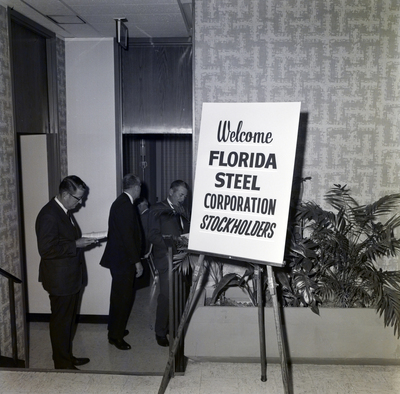 Welcome
FLORIDA
STEEL
CORPORATION
STOCKHOLDERS